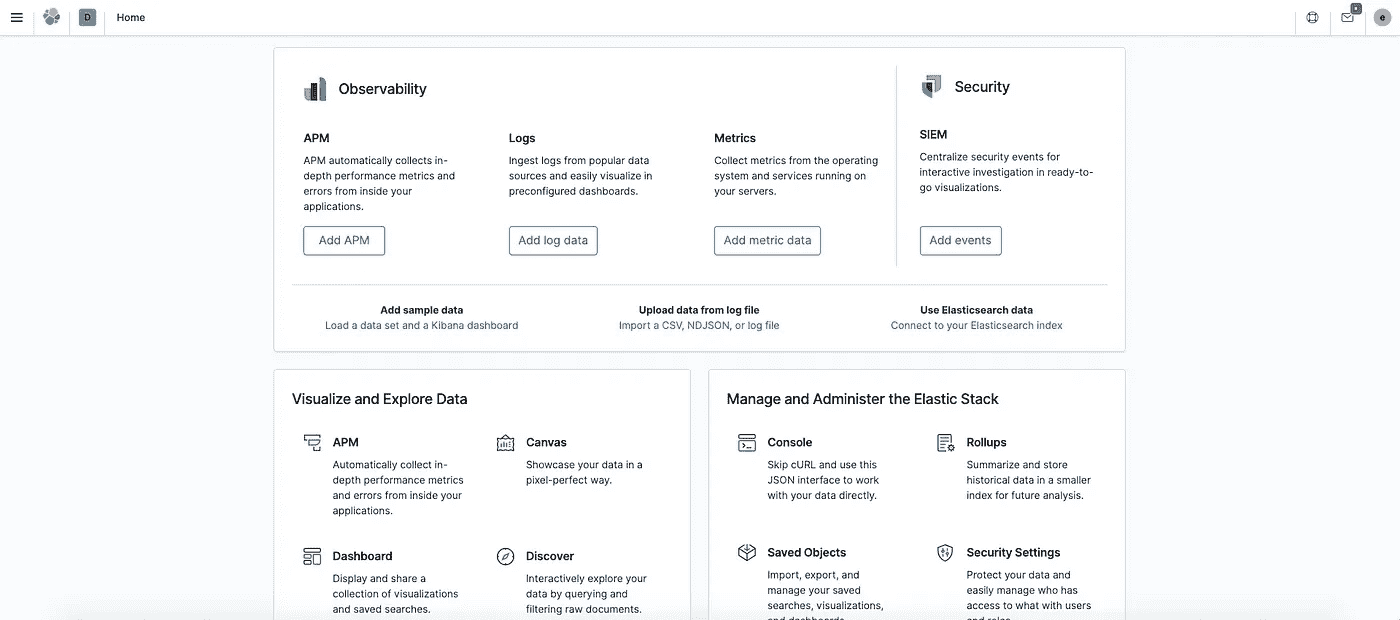 D
Home
e
Observability
APM
APM automatically collects in-
depth performance metrics and
errors from inside your
applications.
Add APM
Logs
Ingest logs from popular data
sources and easily visualize in
preconfigured dashboards.
Add log data
Metrics
Collect metrics from the operating
system and services running on
your servers.
Add metric data
Security
SIEM
Centralize security events for
interactive investigation in ready-to-
go visualizations.
Add events
Add sample data
Load a data set and a Kibana dashboard
Upload data from log file
Import a CSV, NDJSON, or log file
Use Elasticsearch data
Connect to your Elasticsearch index
Visualize and Explore Data
APM
Automatically collect in-
depth performance metrics
and errors from inside your
applications.
Canvas
Showcase your data in a
pixel-perfect way.
Dashboard
Display and share a
collection of visualizations
and saved searches.
Discover
Interactively explore your
data by querying and
filtering raw documents.
Manage and Administer the Elastic Stack
Console
Skip cURL and use this
JSON interface to work
with your data directly.
Rollups
Summarize and store
historical data in a smaller
index for future analysis.
Saved Objects
Import, export, and
manage your saved
searches, visualizations,
and dashboards.
Security Settings
Protect your data and
easily manage who has
access to what with users
and roles.